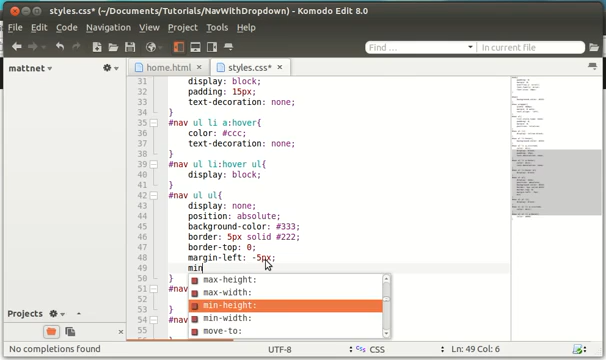 styles.css* (~/Documents/Tutorials/NavWithDropdown) - Komodo Edit 8.0
File Edit Code Navigation View Project Tools Help
Find ... in current file
mattnet
home.html
styles.css*
31 display: block;
32 padding: 15px;
33 text-decoration: none;
34 }
35 #nav ul li a:hover{
36 color: #ccc;
37 text-decoration: none;
38 }
39 #nav ul li:hover ul{
40 display: block;
41 }
42 #nav ul ul{
43 display: none;
44 position: absolute;
45 background-color: #333;
46 border: 5px solid #222;
47 border-top: 0;
48 margin-left: -5px;
49 min
50 }
51 #nav
52
53 }
54 #nav
55
56
max-height:
max-width:
min-height:
min-width:
move-to:
Projects
No completions found
UTF-8
CSS
Ln: 49 Col: 6